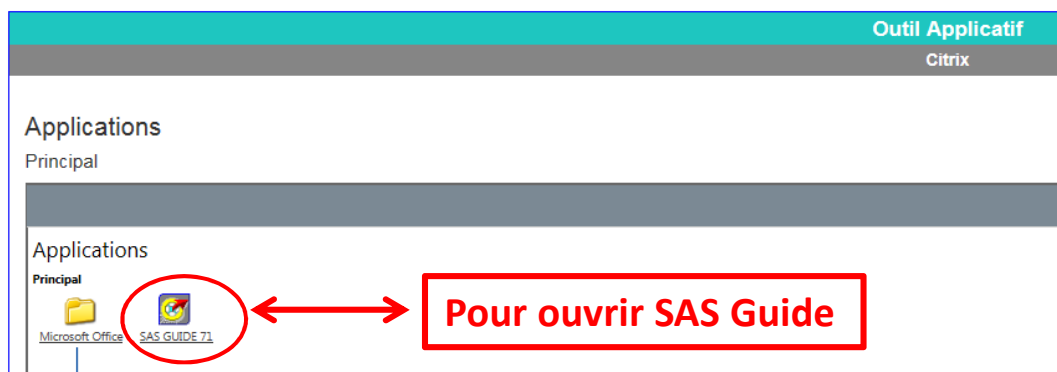 Outil Applicatif
Citrix
Applications
Principal
Applications
Principal
Microsoft Office
SAS GUIDE 71
Pour ouvrir SAS Guide